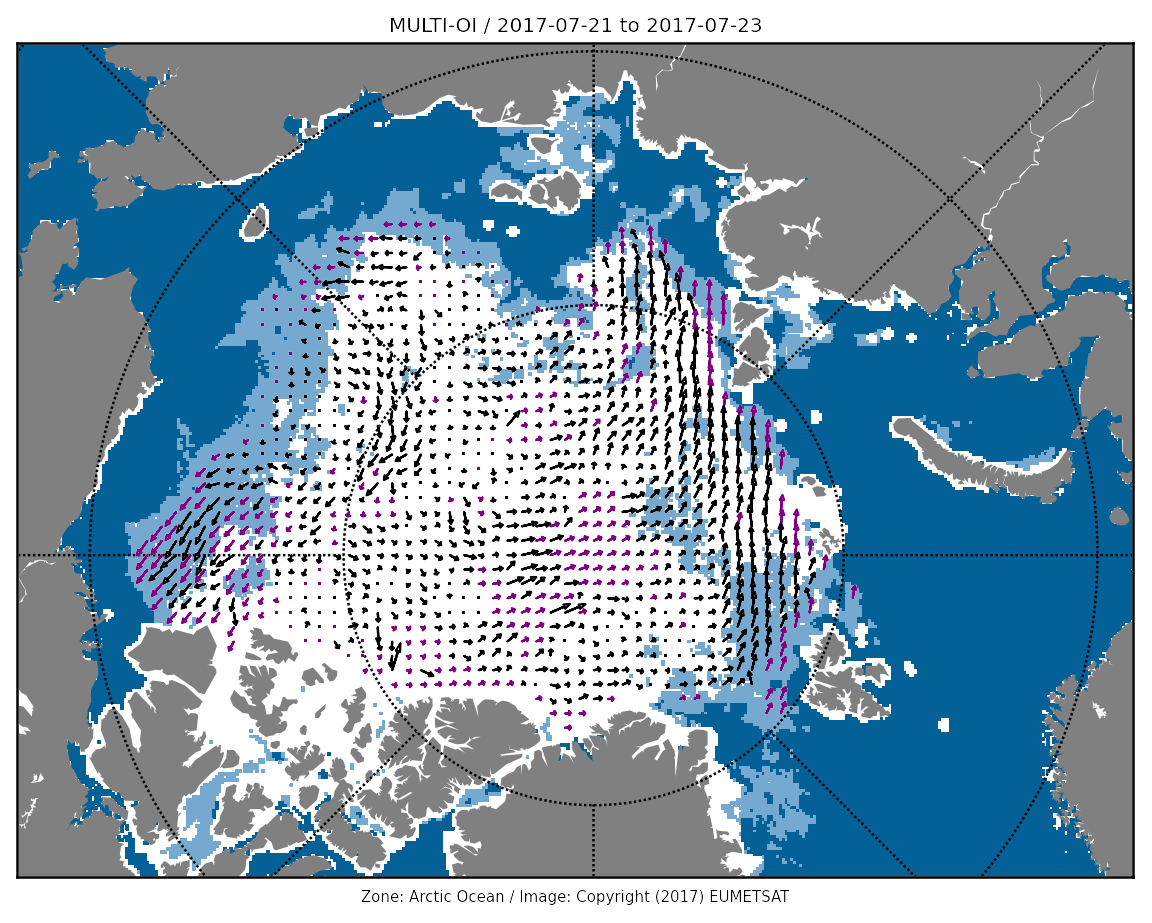 MULTI-OI / 2017-07-21 to 2017-07-23
Zone: Arctic Ocean / Image: Copyright (2017) EUMETSAT